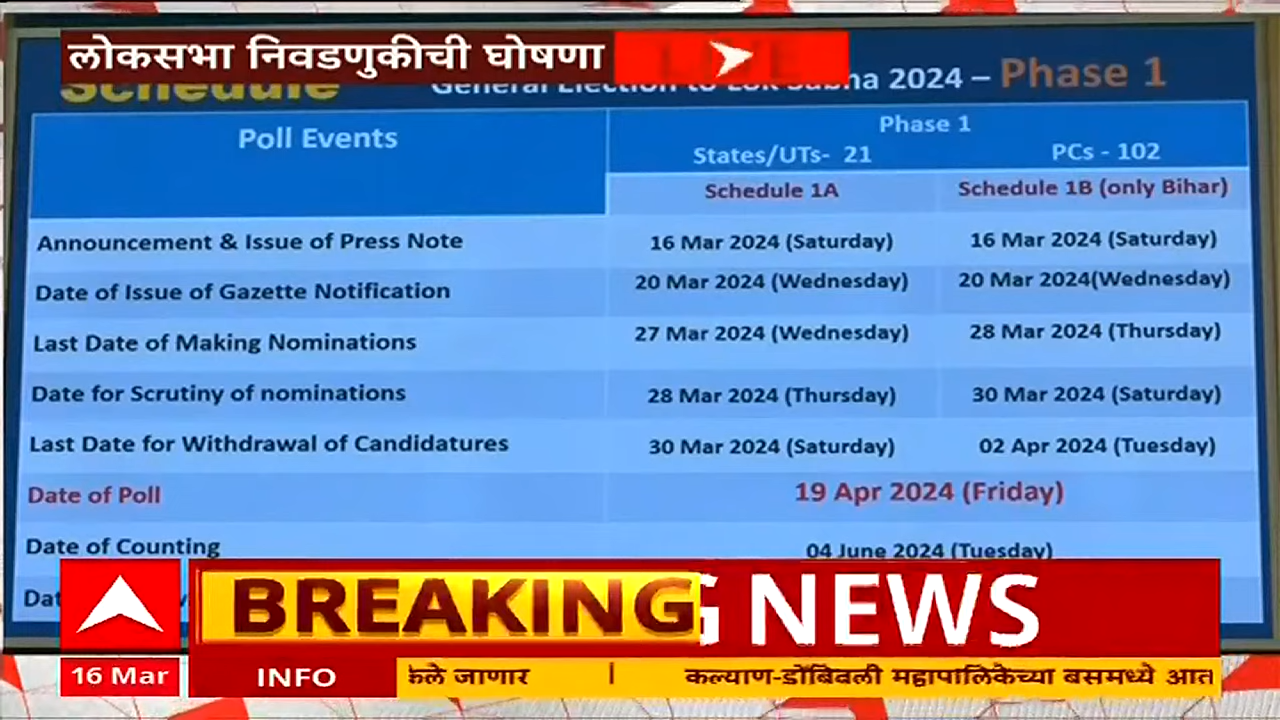 लोकसभा निवडणुकीची घोषणा
Schedule General Election to Lok Sabha 2024 – Phase 1
Poll Events
Phase 1
States/UTs- 21 PCs - 102
Schedule 1A Schedule 1B (only Bihar)
Announcement & Issue of Press Note 16 Mar 2024 (Saturday) 16 Mar 2024 (Saturday)
Date of Issue of Gazette Notification 20 Mar 2024 (Wednesday) 20 Mar 2024(Wednesday)
Last Date of Making Nominations 27 Mar 2024 (Wednesday) 28 Mar 2024 (Thursday)
Date for Scrutiny of nominations 28 Mar 2024 (Thursday) 30 Mar 2024 (Saturday)
Last Date for Withdrawal of Candidatures 30 Mar 2024 (Saturday) 02 Apr 2024 (Tuesday)
Date of Poll 19 Apr 2024 (Friday)
Date of Counting 04 June 2024 (Tuesday)
BREAKING NEWS
16 Mar INFO केले जाणार | कल्याण-डोंबिवली महापालिकेच्या बसमध्ये आत